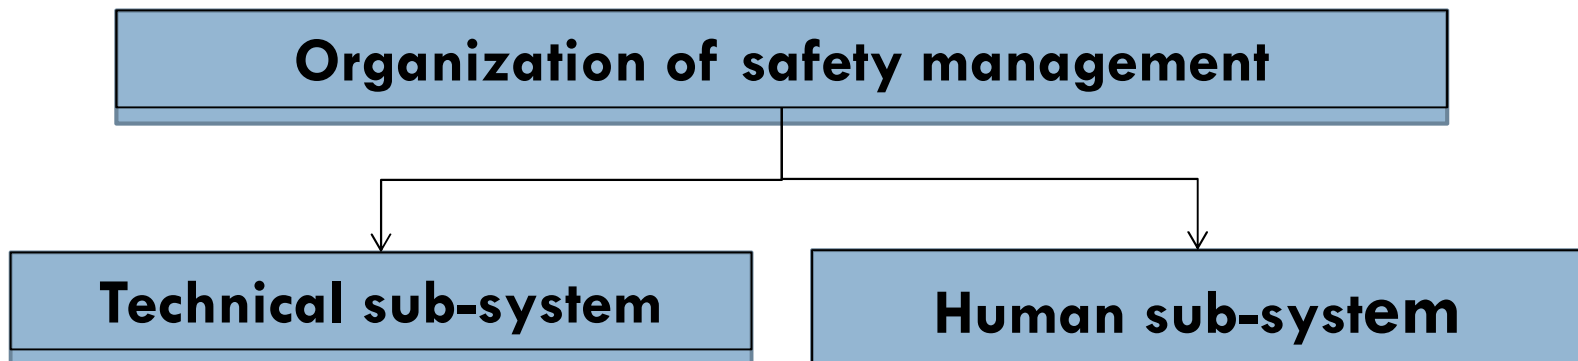 Organization of safety management
Technical sub-system
Human sub-system